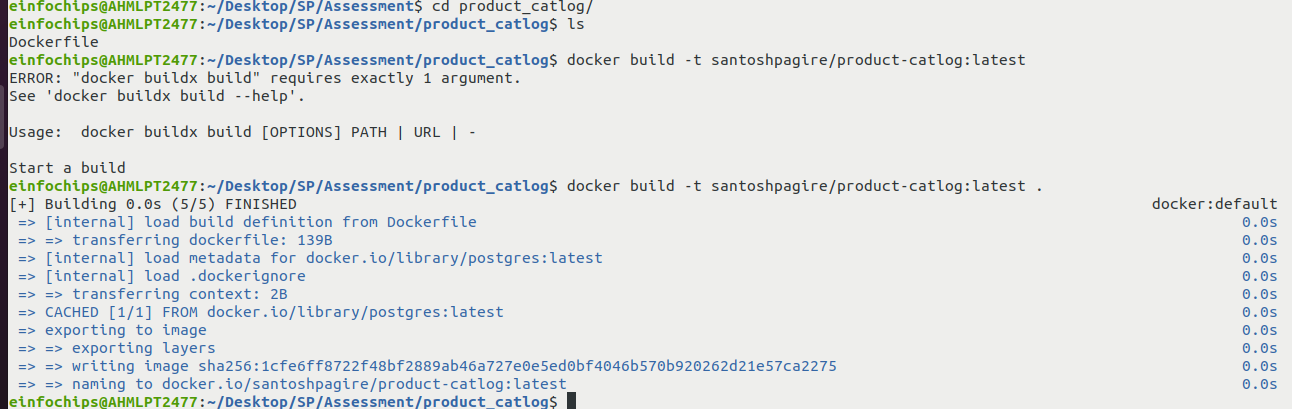 einfochips@AHMLPT2477:~/Desktop/SP/Assessment$ cd product_catlog/
einfochips@AHMLPT2477:~/Desktop/SP/Assessment/product_catlog$ ls
Dockerfile
einfochips@AHMLPT2477:~/Desktop/SP/Assessment/product_catlog$ docker build -t santoshpagire/product-catlog:latest
ERROR: "docker buildx build" requires exactly 1 argument.
See 'docker buildx build --help'.
Usage:  docker buildx build [OPTIONS] PATH | URL | -
Start a build
einfochips@AHMLPT2477:~/Desktop/SP/Assessment/product_catlog$ docker build -t santoshpagire/product-catlog:latest .
[+] Building 0.0s (5/5) FINISHED docker:default
=> [internal] load build definition from Dockerfile 0.0s
=> => transferring dockerfile: 139B 0.0s
=> [internal] load metadata for docker.io/library/postgres:latest 0.0s
=> [internal] load .dockerignore 0.0s
=> => transferring context: 2B 0.0s
=> CACHED [1/1] FROM docker.io/library/postgres:latest 0.0s
=> exporting to image 0.0s
=> => exporting layers 0.0s
=> => writing image sha256:1cfe6ff8722f48bf2889ab46a727e0e5ed0bf4046b570b920262d21e57ca2275 0.0s
=> => naming to docker.io/santoshpagire/product-catlog:latest 0.0s
einfochips@AHMLPT2477:~/Desktop/SP/Assessment/product_catlog$